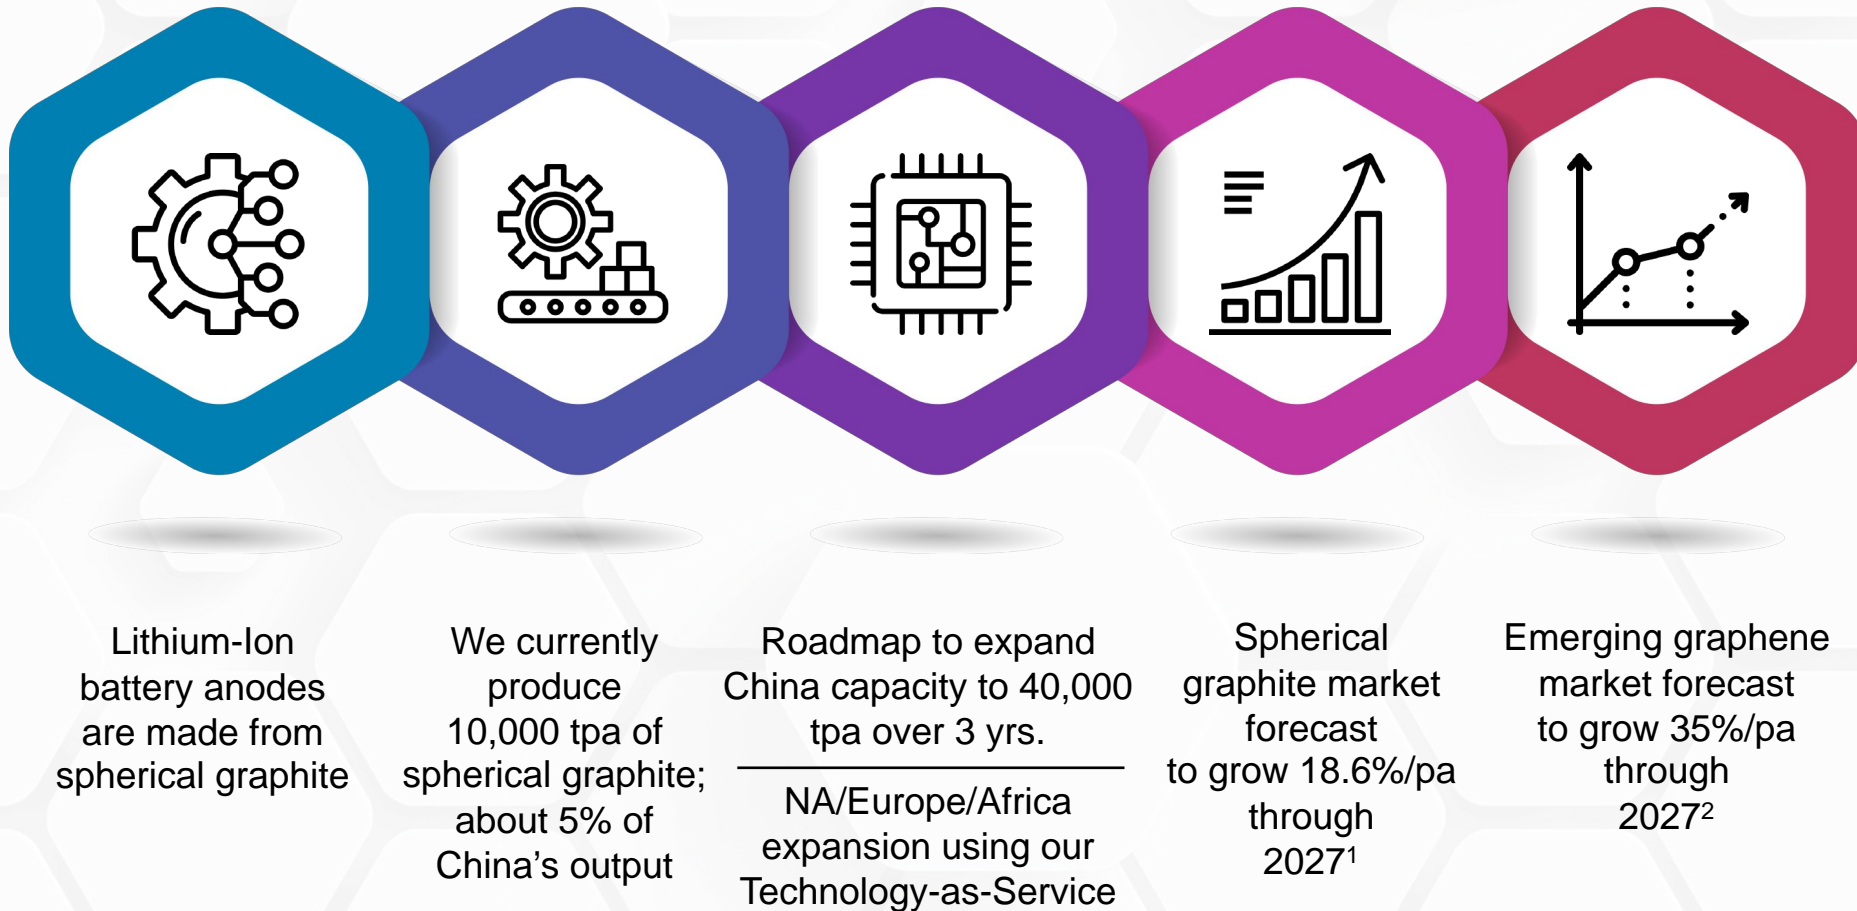 Lithium-Ion
battery anodes
are made from
spherical graphite
We currently
produce
10,000 tpa of
spherical graphite;
about 5% of
China’s output
Roadmap to expand
China capacity to 40,000
tpa over 3 yrs.
NA/Europe/Africa
expansion using our
Technology-as-Service
Spherical
graphite market
forecast
to grow 18.6%/pa
through
2027¹
Emerging graphene
market forecast
to grow 35%/pa
through
2027²